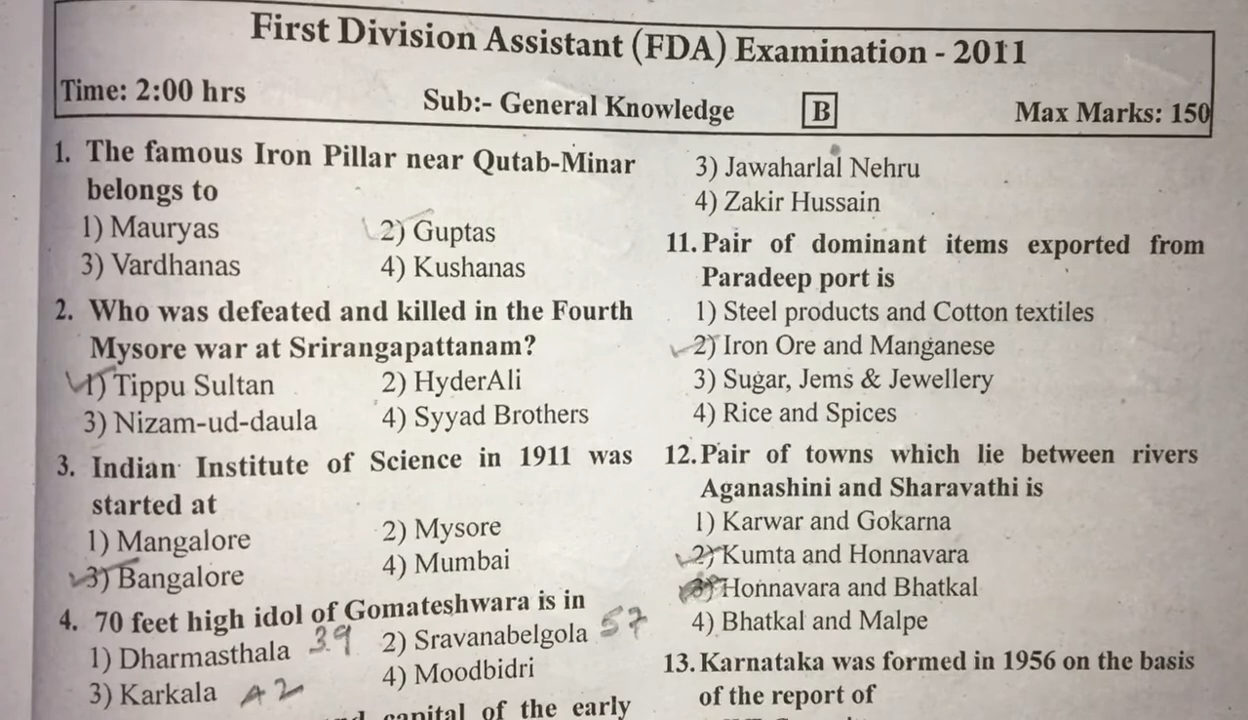 First Division Assistant (FDA) Examination - 2011
Time: 2:00 hrs Sub:- General Knowledge B Max Marks: 150
1. The famous Iron Pillar near Qutab-Minar
belongs to
1) Mauryas 2) Guptas
3) Vardhanas 4) Kushanas
2. Who was defeated and killed in the Fourth
Mysore war at Srirangapattanam?
1) Tippu Sultan 2) HyderAli
3) Nizam-ud-daula 4) Syyad Brothers
3. Indian Institute of Science in 1911 was
started at
1) Mangalore 2) Mysore
3) Bangalore 4) Mumbai
4. 70 feet high idol of Gomateshwara is in
1) Dharmasthala 39 2) Sravanabelgola 57
3) Karkala 42 4) Moodbidri
capital of the early
3) Jawaharlal Nehru
4) Zakir Hussain
11. Pair of dominant items exported from
Paradeep port is
1) Steel products and Cotton textiles
2) Iron Ore and Manganese
3) Sugar, Jems & Jewellery
4) Rice and Spices
12. Pair of towns which lie between rivers
Aganashini and Sharavathi is
1) Karwar and Gokarna
2) Kumta and Honnavara
3) Honnavara and Bhatkal
4) Bhatkal and Malpe
13. Karnataka was formed in 1956 on the basis
of the report of